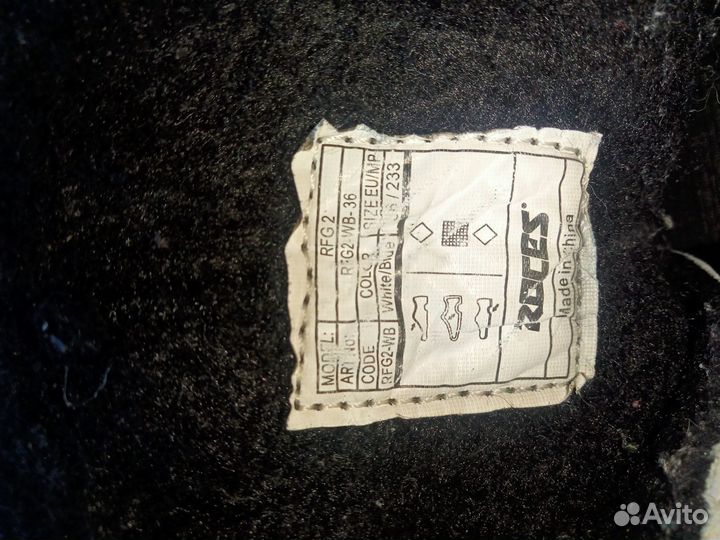 MODEL: RFG 2
ART No: RFG2-WB-36
CODE COLOR SIZE EU/MP
RFG2-WB White/Blue / 233
ROCES
Made in China
Avito